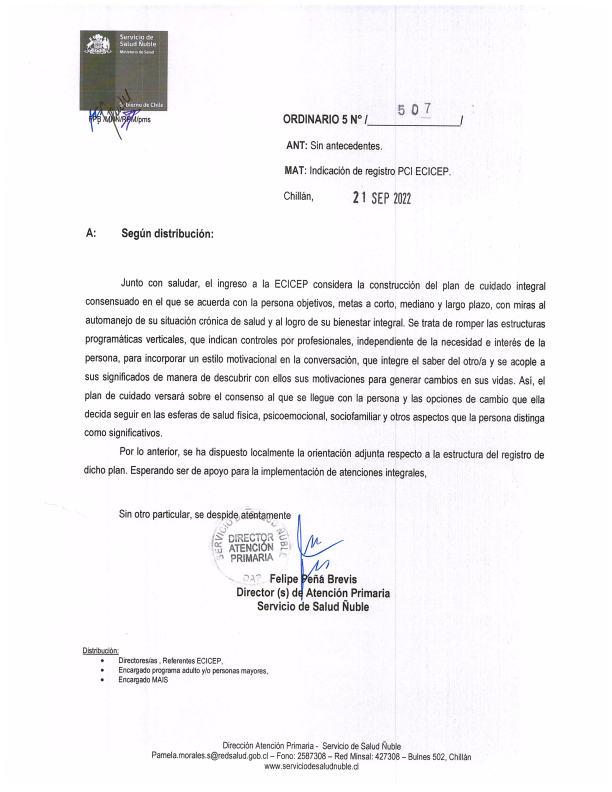 Servicio de
Salud Ñuble
Ministerio de Salud
Gobierno de Chile
ORDINARIO 5 N° /507/
ANT: Sin antecedentes.
MAT: Indicación de registro PCI ECICEP.
Chillán, 21 SEP 2022
A: Según distribución:
Junto con saludar, el ingreso a la ECICEP considera la construcción del plan de cuidado integral
consensuado en el que se acuerda con la persona objetivos, metas a corto, mediano y largo plazo, con miras al
automanejo de su situación crónica de salud y al logro de su bienestar integral. Se trata de romper las estructuras
programáticas verticales, que indican controles por profesionales, independiente de la necesidad e interés de la
persona, para incorporar un estilo motivacional en la conversación, que integre el saber del otro/a y se acople a
sus significados de manera de descubrir con ellos sus motivaciones para generar cambios en sus vidas. Así, el
plan de cuidado versará sobre el consenso al que se llegue con la persona y las opciones de cambio que ella
decida seguir en las esferas de salud física, psicoemocional, sociofamiliar y otros aspectos que la persona distinga
como significativos.
Por lo anterior, se ha dispuesto localmente la orientación adjunta respecto a la estructura del registro de
dicho plan. Esperando ser de apoyo para la implementación de atenciones integrales,
Sin otro particular, se despide atentamente
SERVICIO DE SALUD ÑUBLE
DIRECTOR
ATENCIÓN
PRIMARIA
DAP
Felipe Peña Brevis
Director (s) de Atención Primaria
Servicio de Salud Ñuble
Distribución:
• Directores/as , Referentes ECICEP,
• Encargado programa adulto y/o personas mayores,
• Encargado MAIS
Dirección Atención Primaria - Servicio de Salud Ñuble
Pamela.morales.s@redsalud.gob.cl – Fono: 2587308 – Red Minsal: 427308 – Bulnes 502, Chillán
www.serviciodesaludnuble.cl